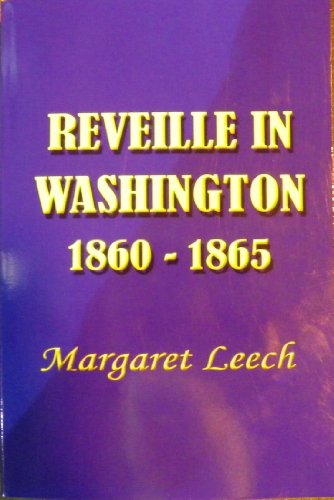 REVEILLE IN
WASHINGTON
1860 - 1865
Margaret Leech